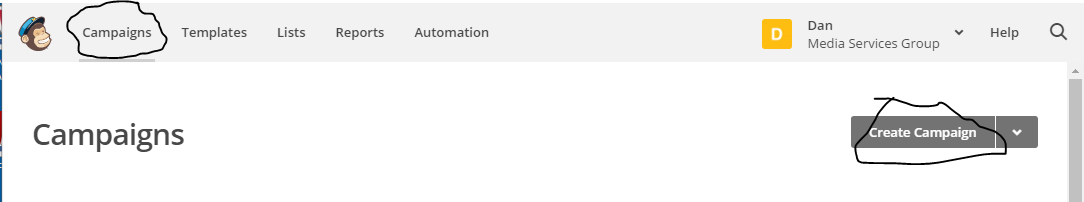 Campaigns Templates Lists Reports Automation D Dan Help
Media Services Group
Campaigns Create Campaign